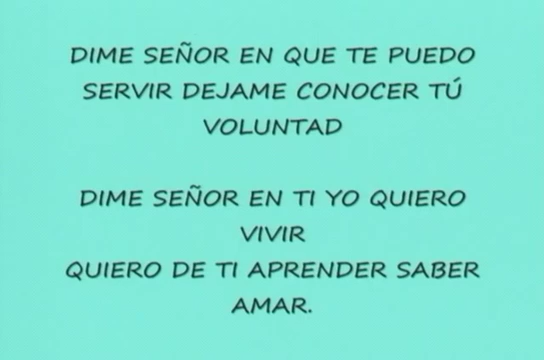 DIME SEÑOR EN QUE TE PUEDO
SERVIR DEJAME CONOCER TÚ
VOLUNTAD
DIME SEÑOR EN TI YO QUIERO
VIVIR
QUIERO DE TI APRENDER SABER
AMAR.